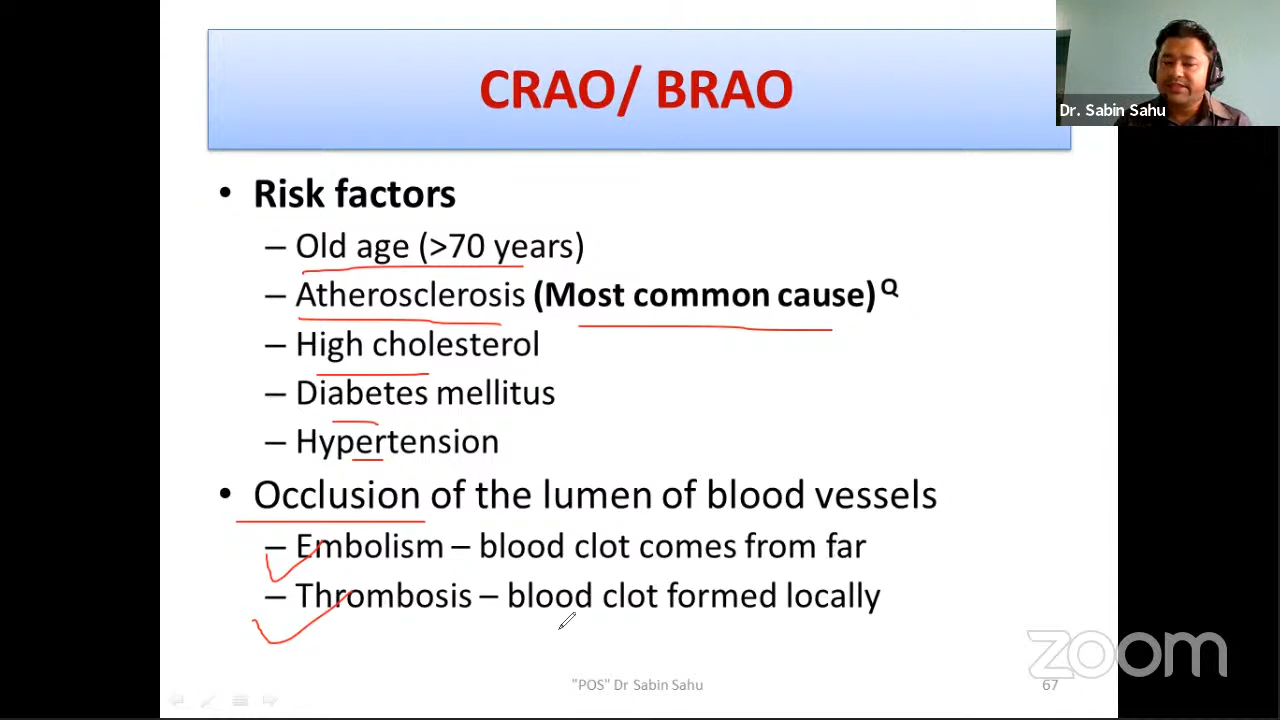 CRAO/ BRAO
Dr. Sabin Sahu
• Risk factors
– Old age (>70 years)
– Atherosclerosis (Most common cause)Q
– High cholesterol
– Diabetes mellitus
– Hypertension
• Occlusion of the lumen of blood vessels
– Embolism – blood clot comes from far
– Thrombosis – blood clot formed locally
zoom
"POS" Dr Sabin Sahu
67